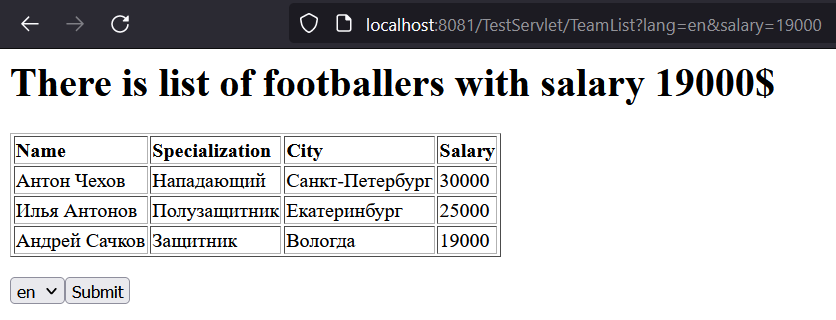 localhost:8081/TestServlet/TeamList?lang=en&salary=19000
There is list of footballers with salary 19000$
Name Specialization City Salary
Антон Чехов Нападающий Санкт-Петербург 30000
Илья Антонов Полузащитник Екатеринбург 25000
Андрей Сачков Защитник Вологда 19000
en Submit